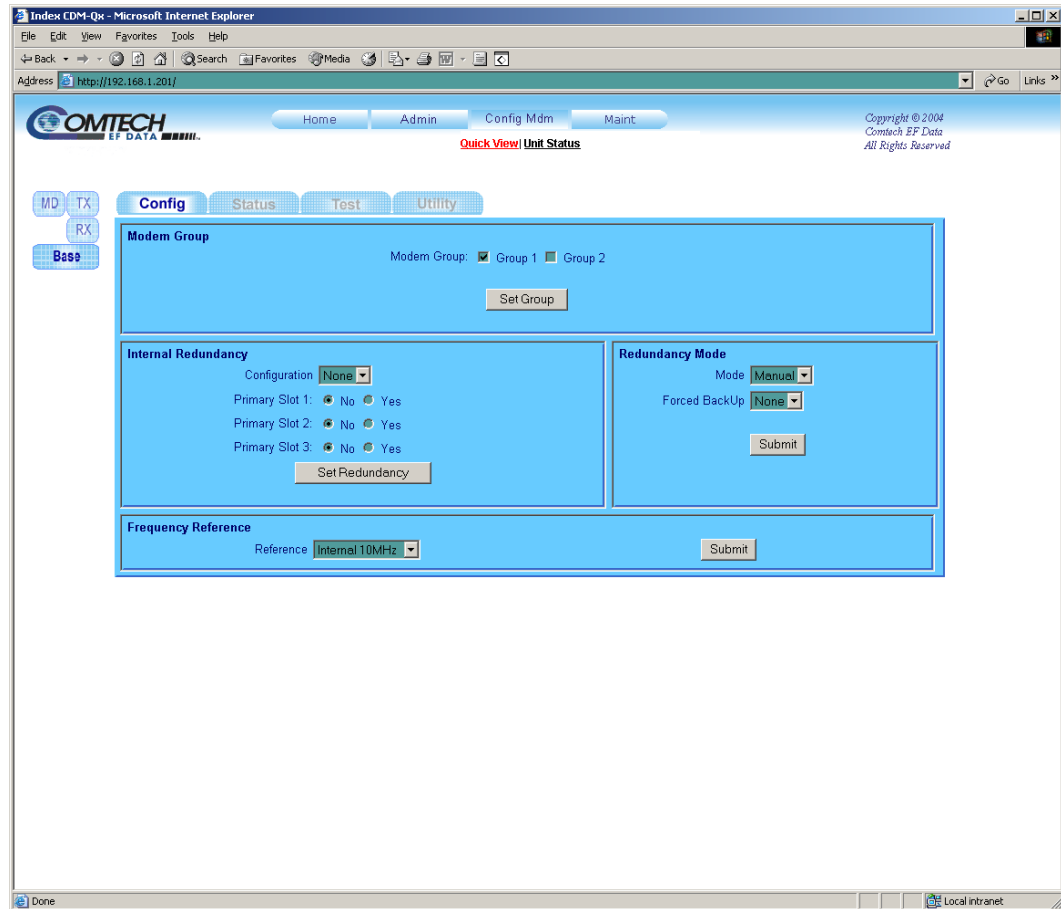 Index CDM-Qx - Microsoft Internet Explorer
File Edit View Favorites Tools Help
Back Search Favorites Media
Address http://192.168.1.201/ Go Links »
COMTECH
EF DATA
Home Admin Config Mdm Maint
Quick View| Unit Status
Copyright © 2004
Comtech EF Data
All Rights Reserved
MD TX
RX
Base
Config Status Test Utility
Modem Group
Modem Group: Group 1 Group 2
Set Group
Internal Redundancy
Configuration None
Primary Slot 1: No Yes
Primary Slot 2: No Yes
Primary Slot 3: No Yes
Set Redundancy
Redundancy Mode
Mode Manual
Forced BackUp None
Submit
Frequency Reference
Reference Internal 10MHz Submit
Done Local intranet